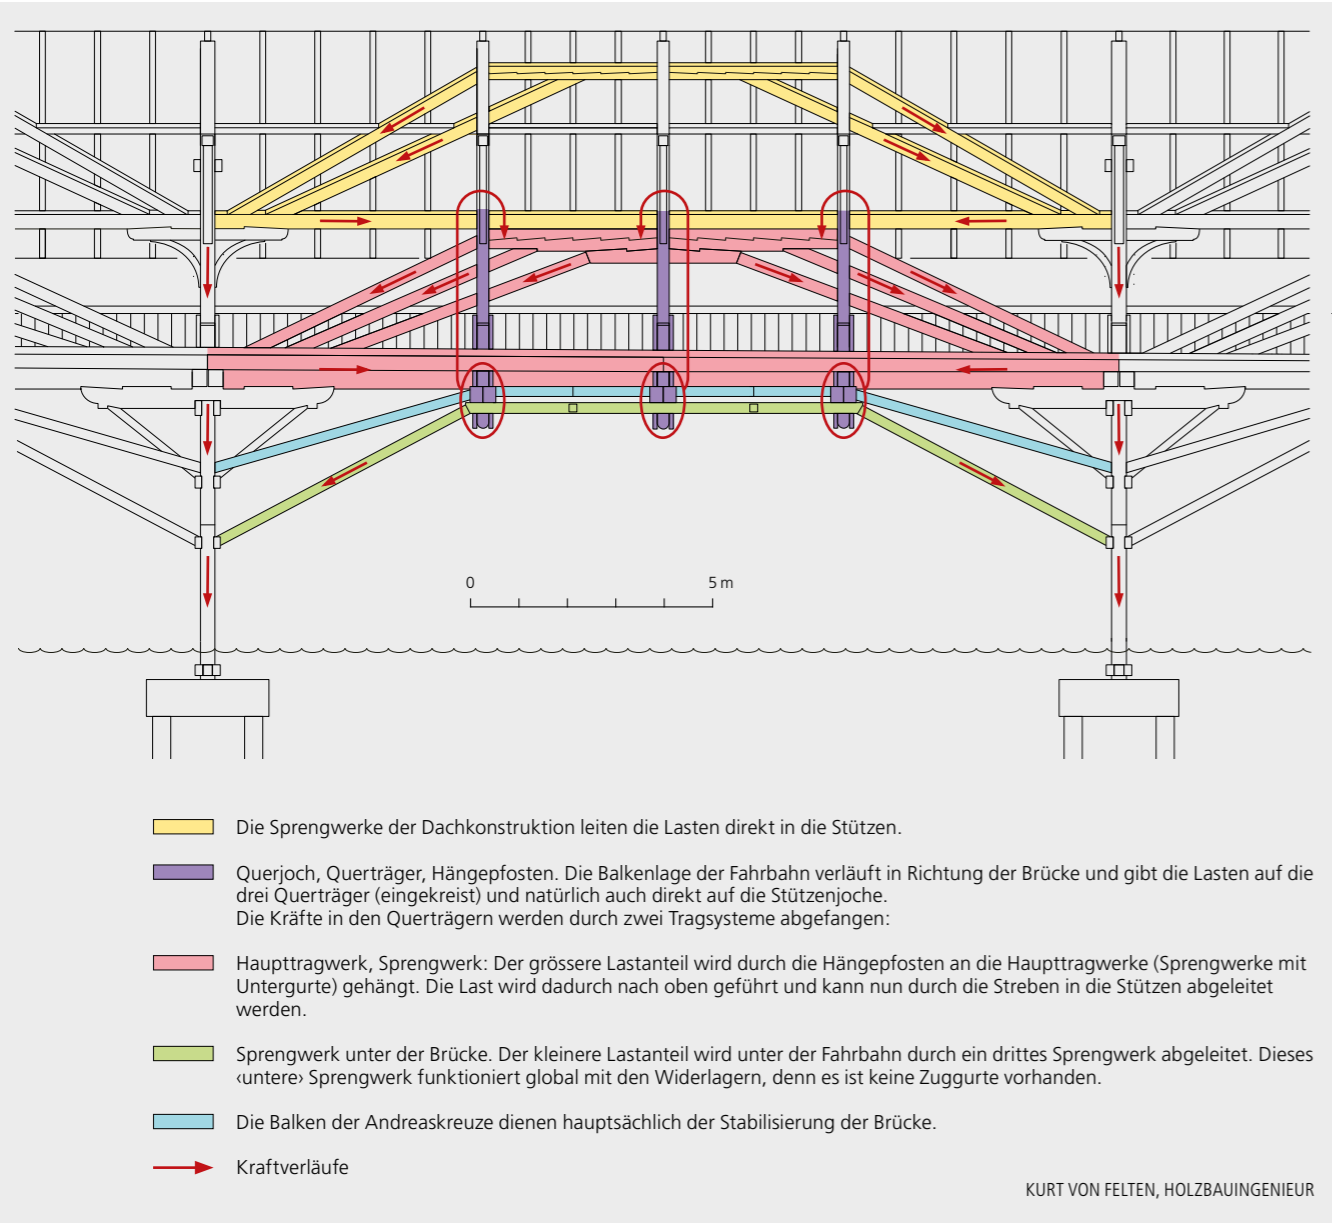 0 5 m
Die Sprengwerke der Dachkonstruktion leiten die Lasten direkt in die Stützen.
Querjoch, Querträger, Hängepfosten. Die Balkenlage der Fahrbahn verläuft in Richtung der Brücke und gibt die Lasten auf die
drei Querträger (eingekreist) und natürlich auch direkt auf die Stützenjoche.
Die Kräfte in den Querträgern werden durch zwei Tragsysteme abgefangen:
Haupttragwerk, Sprengwerk: Der grössere Lastanteil wird durch die Hängepfosten an die Haupttragwerke (Sprengwerke mit
Untergurte) gehängt. Die Last wird dadurch nach oben geführt und kann nun durch die Streben in die Stützen abgeleitet
werden.
Sprengwerk unter der Brücke. Der kleinere Lastanteil wird unter der Fahrbahn durch ein drittes Sprengwerk abgeleitet. Dieses
‹untere› Sprengwerk funktioniert global mit den Widerlagern, denn es ist keine Zuggurte vorhanden.
Die Balken der Andreaskreuze dienen hauptsächlich der Stabilisierung der Brücke.
Kraftverläufe
KURT VON FELTEN, HOLZBAUINGENIEUR